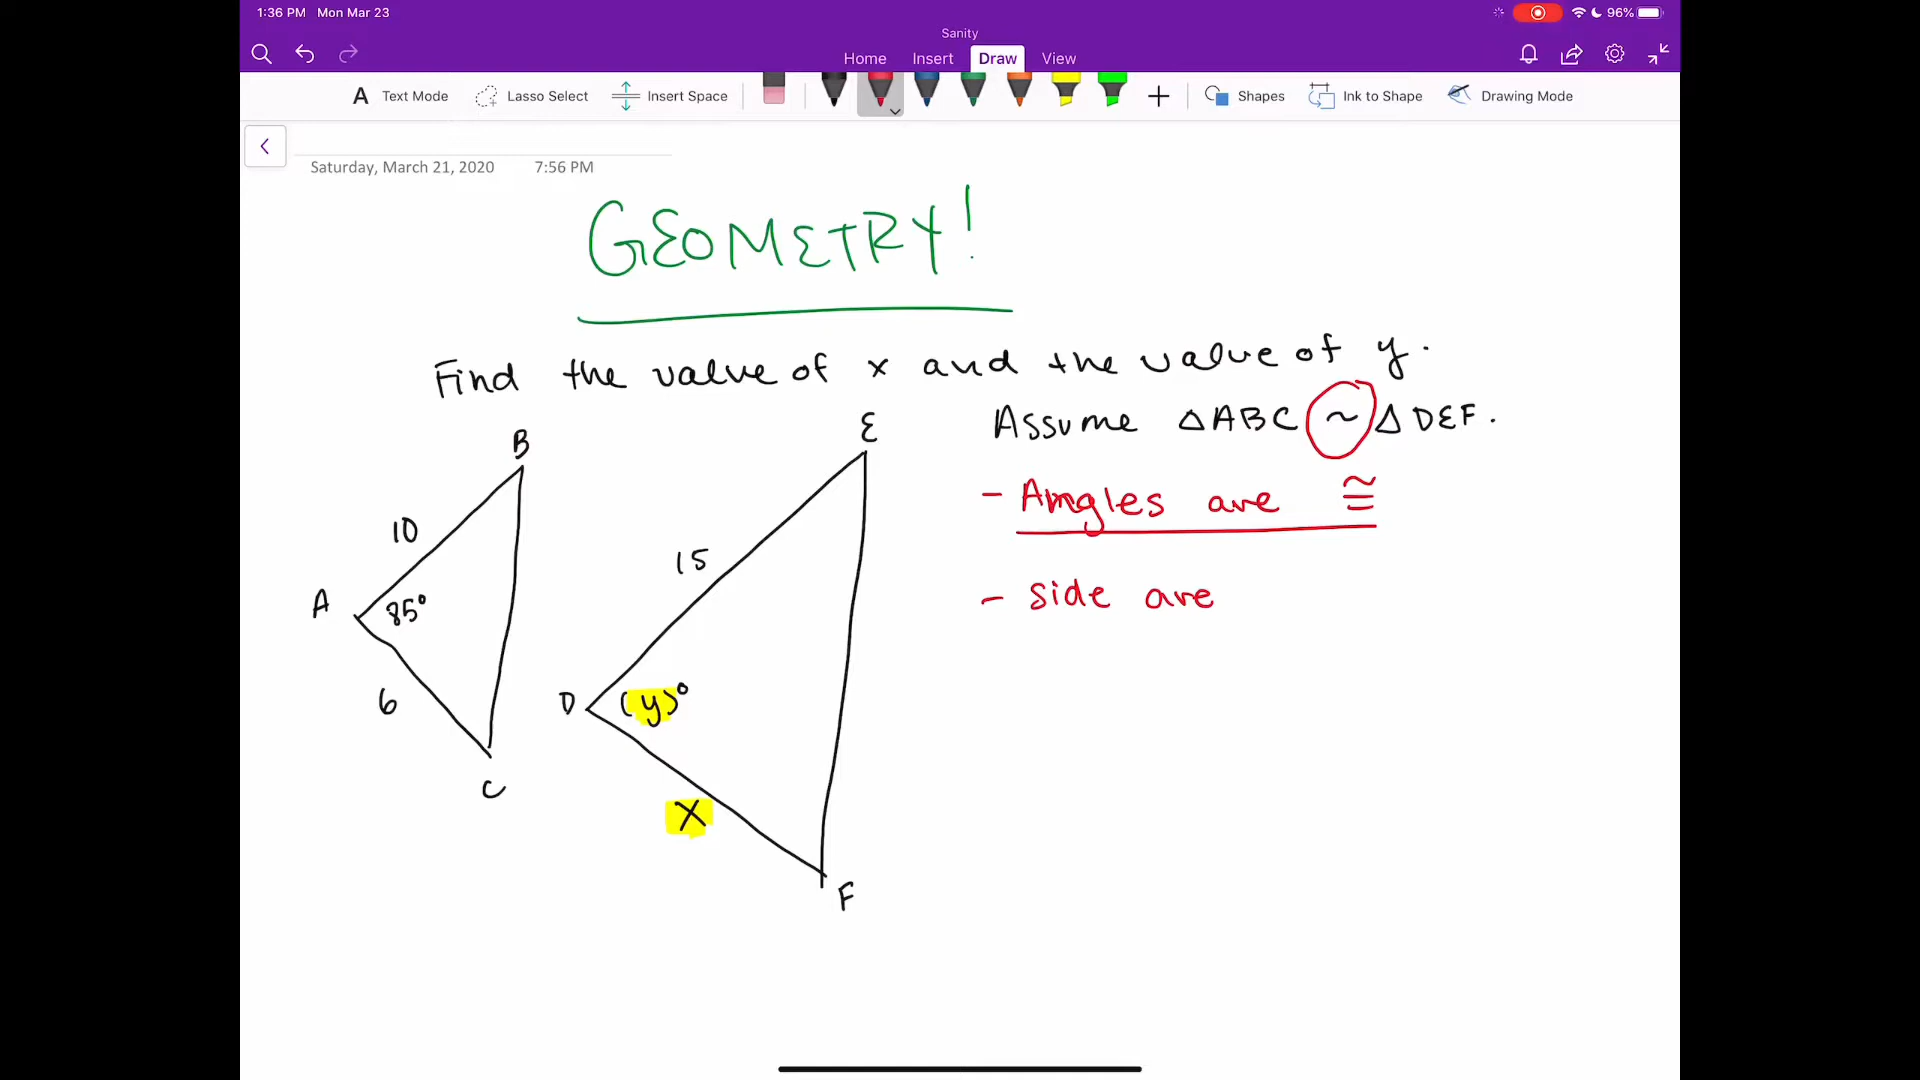 1:36 PM Mon Mar 23
96%
Sanity
Home Insert Draw View
A Text Mode Lasso Select Insert Space Shapes Ink to Shape Drawing Mode
Saturday, March 21, 2020 7:56 PM
GEOMETRY!
Find the value of x and the value of y.
Assume △ABC ~ △DEF.
- Angles are ≅
- side are
B
10
A
85°
6
C
E
15
D
(y)°
X
F